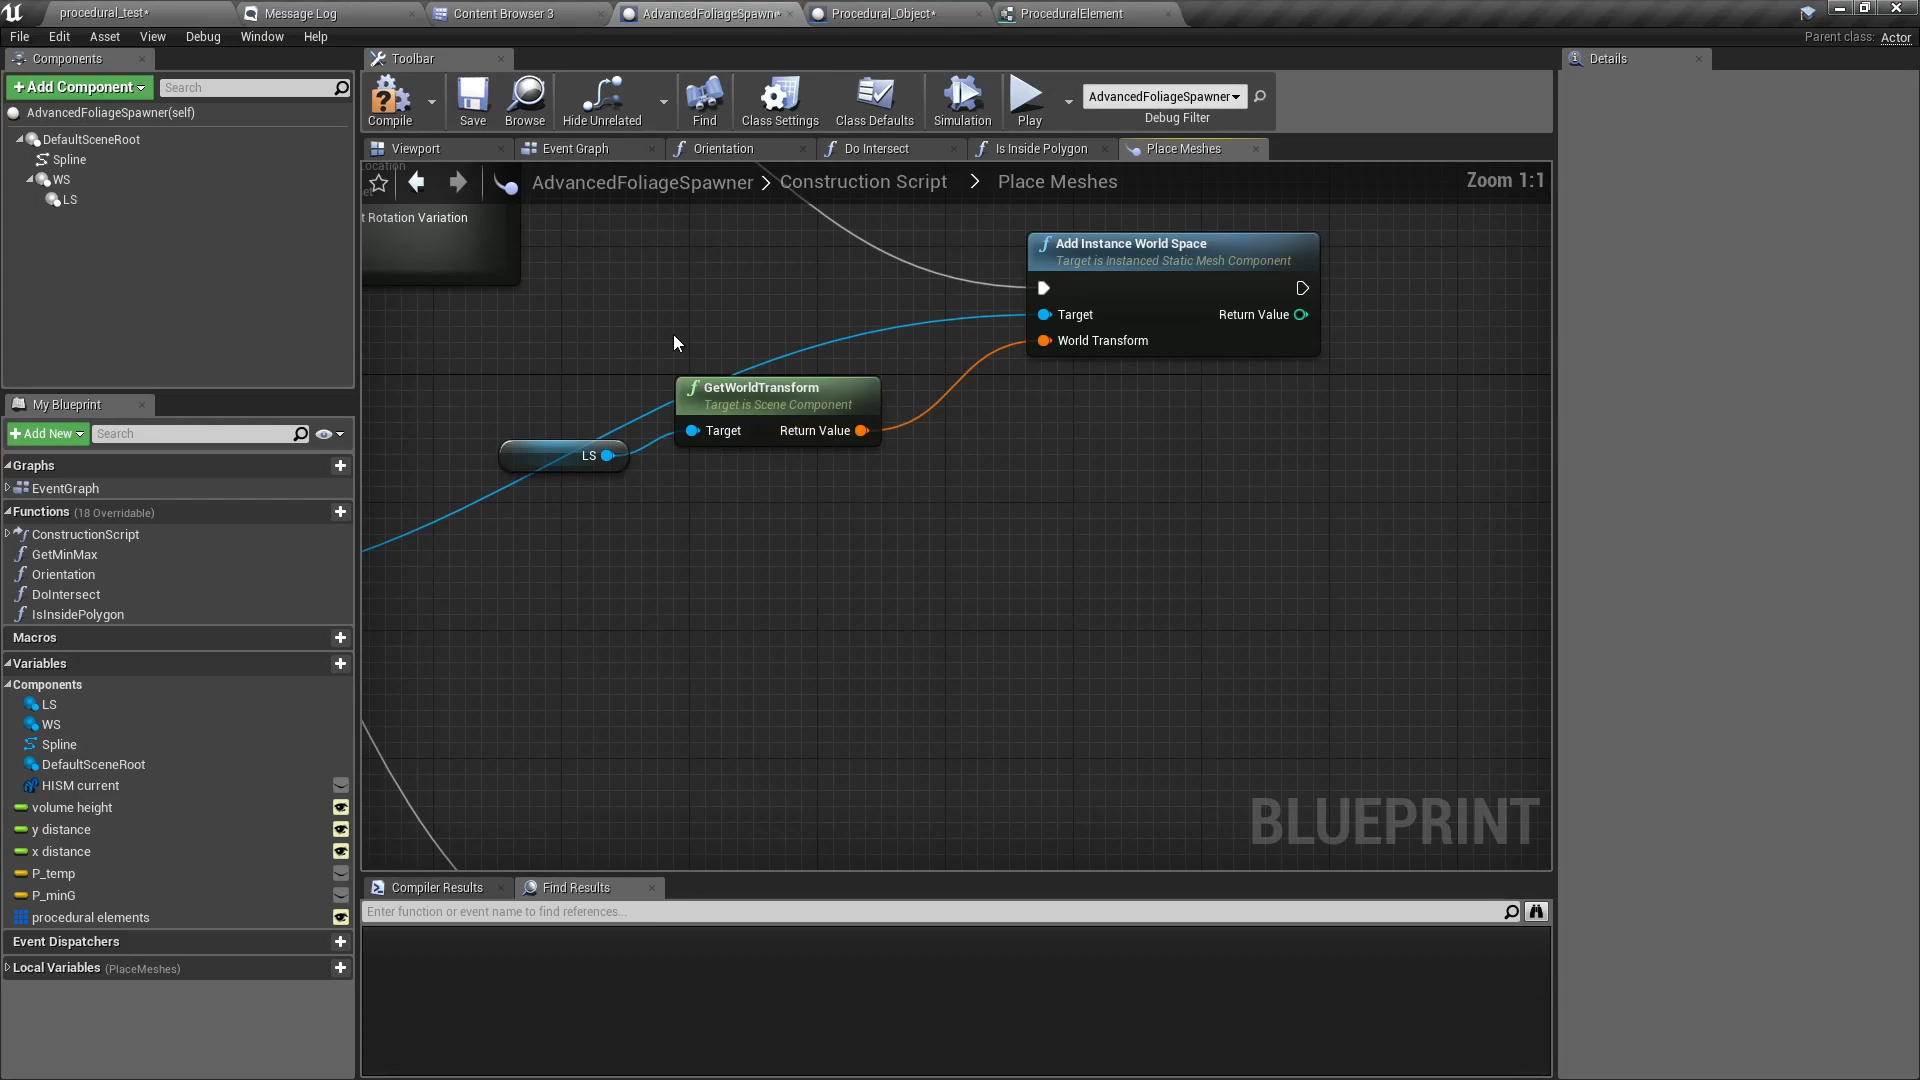 procedural_test*
Message Log
Content Browser 3
AdvancedFoliageSpawn*
Procedural_Object*
ProceduralElement
File Edit Asset View Debug Window Help
Parent class: Actor
Components
Toolbar
Details
+Add Component
Search
AdvancedFoliageSpawner(self)
DefaultSceneRoot
Spline
WS
LS
Compile
Save
Browse
Hide Unrelated
Find
Class Settings
Class Defaults
Simulation
Play
AdvancedFoliageSpawner
Debug Filter
Viewport
Event Graph
Orientation
Do Intersect
Is Inside Polygon
Place Meshes
AdvancedFoliageSpawner > Construction Script > Place Meshes
Zoom 1:1
t Rotation Variation
Add Instance World Space
Target is Instanced Static Mesh Component
Target
Return Value
World Transform
GetWorldTransform
Target is Scene Component
Target
Return Value
LS
BLUEPRINT
My Blueprint
+Add New
Search
Graphs
EventGraph
Functions (18 Overridable)
ConstructionScript
GetMinMax
Orientation
DoIntersect
IsInsidePolygon
Macros
Variables
Components
LS
WS
Spline
DefaultSceneRoot
HISM current
volume height
y distance
x distance
P_temp
P_minG
procedural elements
Event Dispatchers
Local Variables (PlaceMeshes)
Compiler Results
Find Results
Enter function or event name to find references...